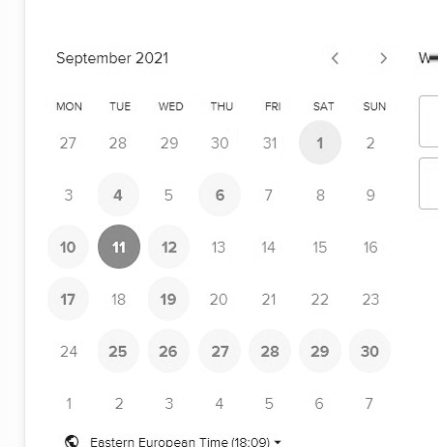 September 2021
MON TUE WED THU FRI SAT SUN
27 28 29 30 31 1 2
3 4 5 6 7 8 9
10 11 12 13 14 15 16
17 18 19 20 21 22 23
24 25 26 27 28 29 30
1 2 3 4 5 6 7
Eastern European Time (18:09)